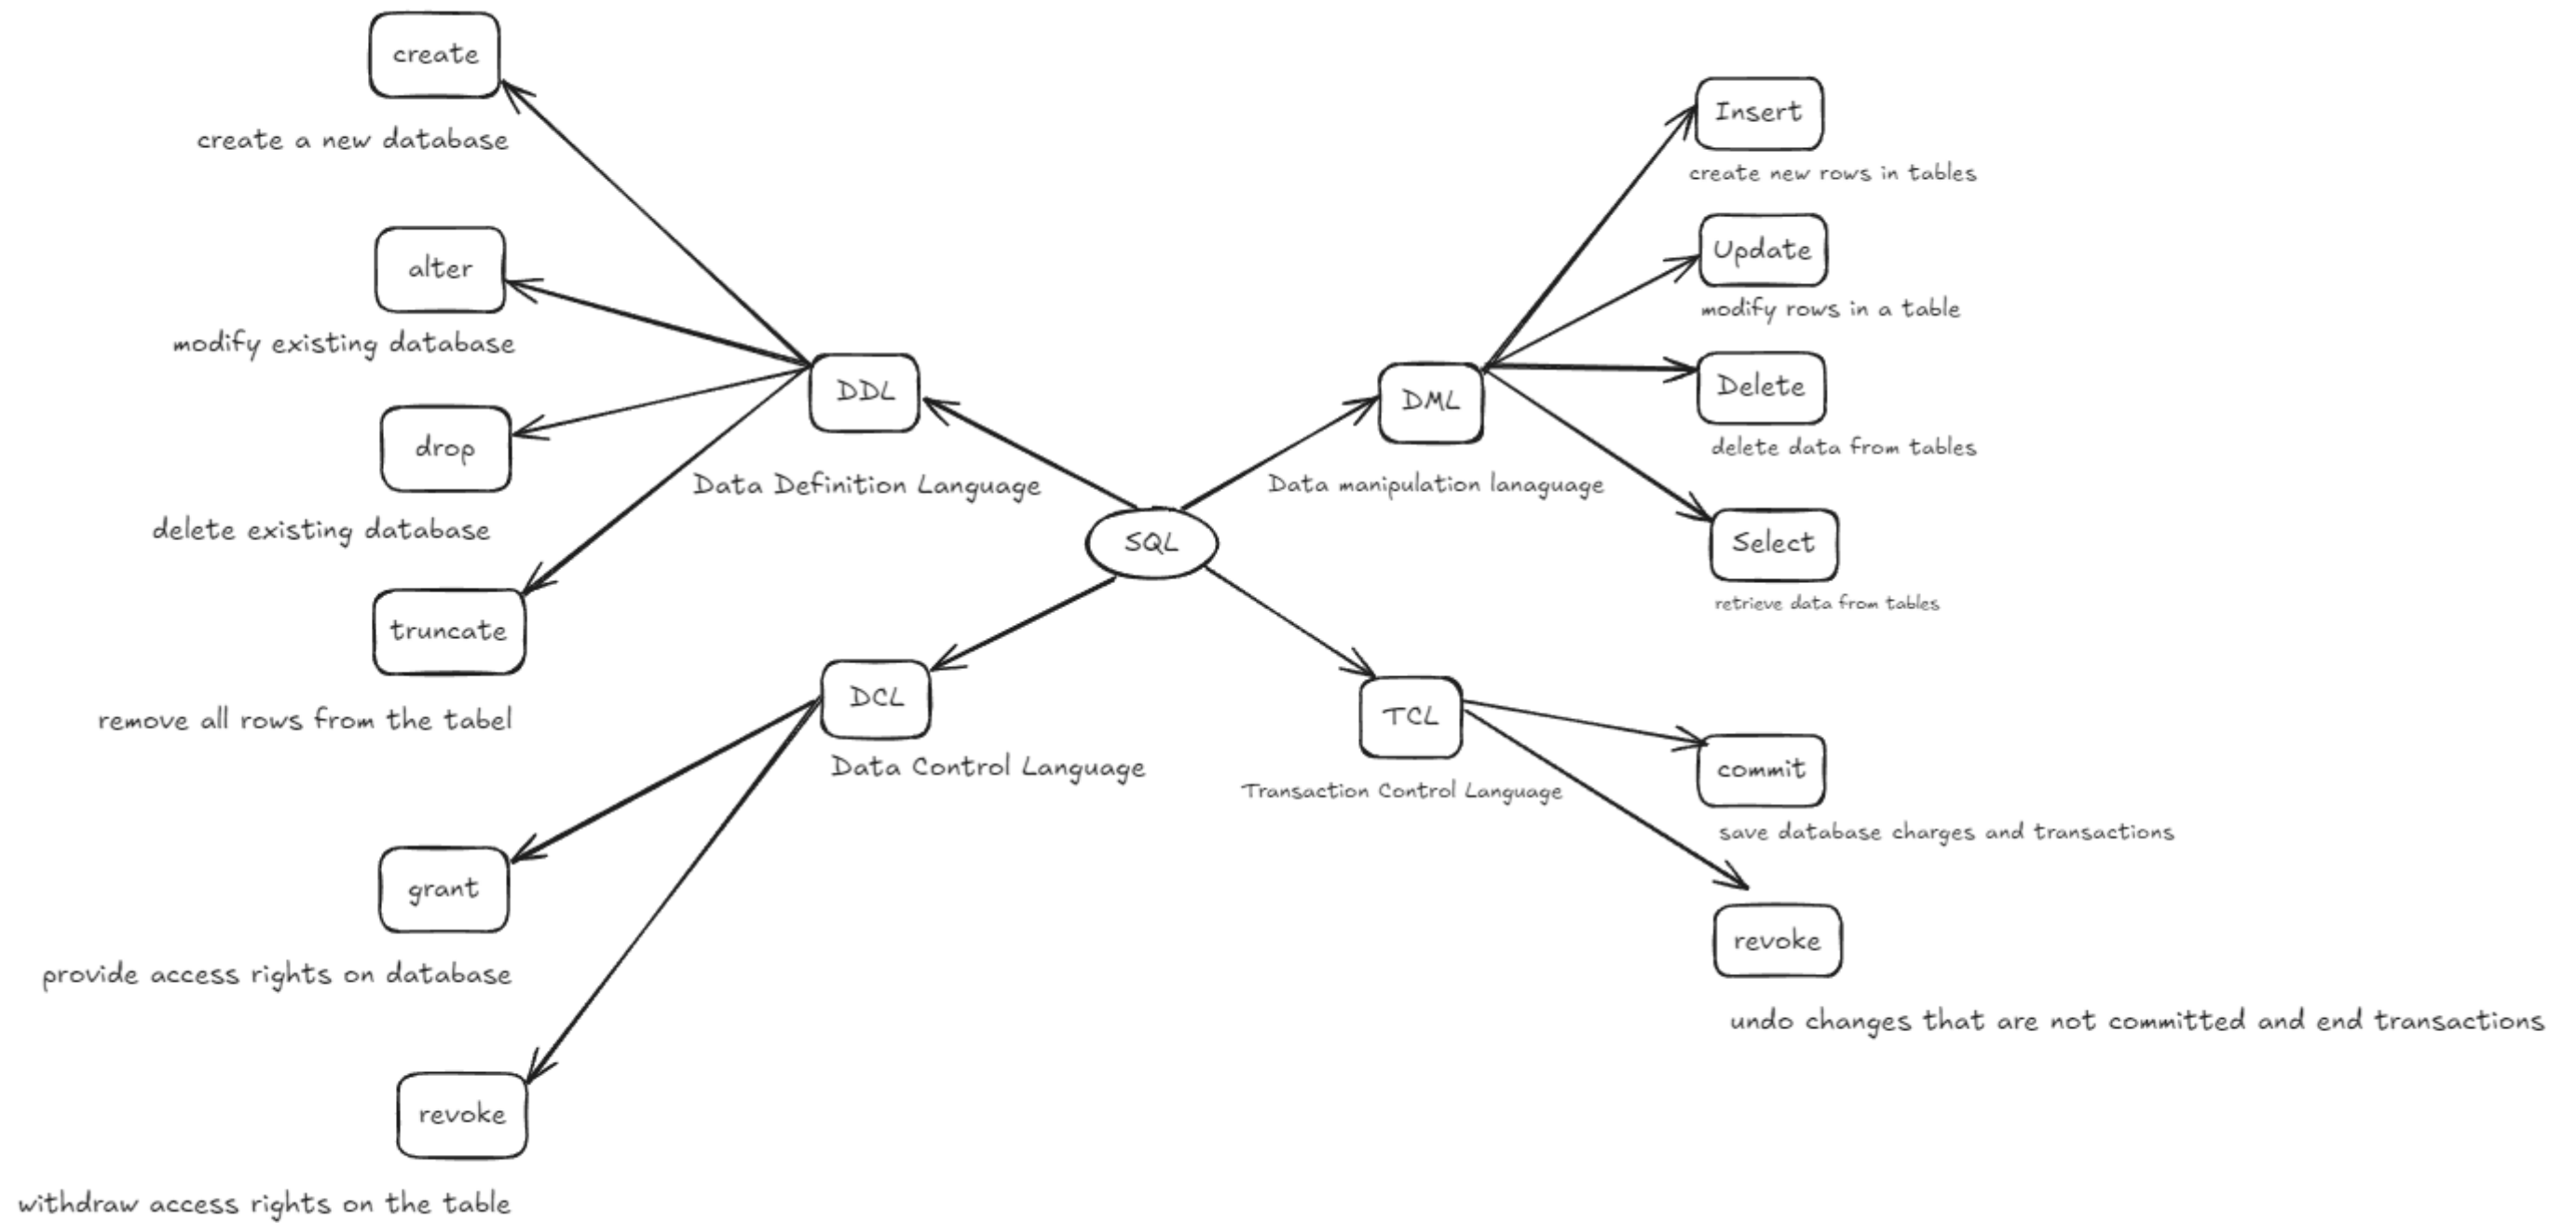 create
create a new database
alter
modify existing database
drop
delete existing database
truncate
remove all rows from the tabel
DDL
Data Definition Language
SQL
DML
Data manipulation lanaguage
Insert
create new rows in tables
Update
modify rows in a table
Delete
delete data from tables
Select
retrieve data from tables
DCL
Data Control Language
grant
provide access rights on database
revoke
withdraw access rights on the table
TCL
Transaction Control Language
commit
save database charges and transactions
revoke
undo changes that are not committed and end transactions